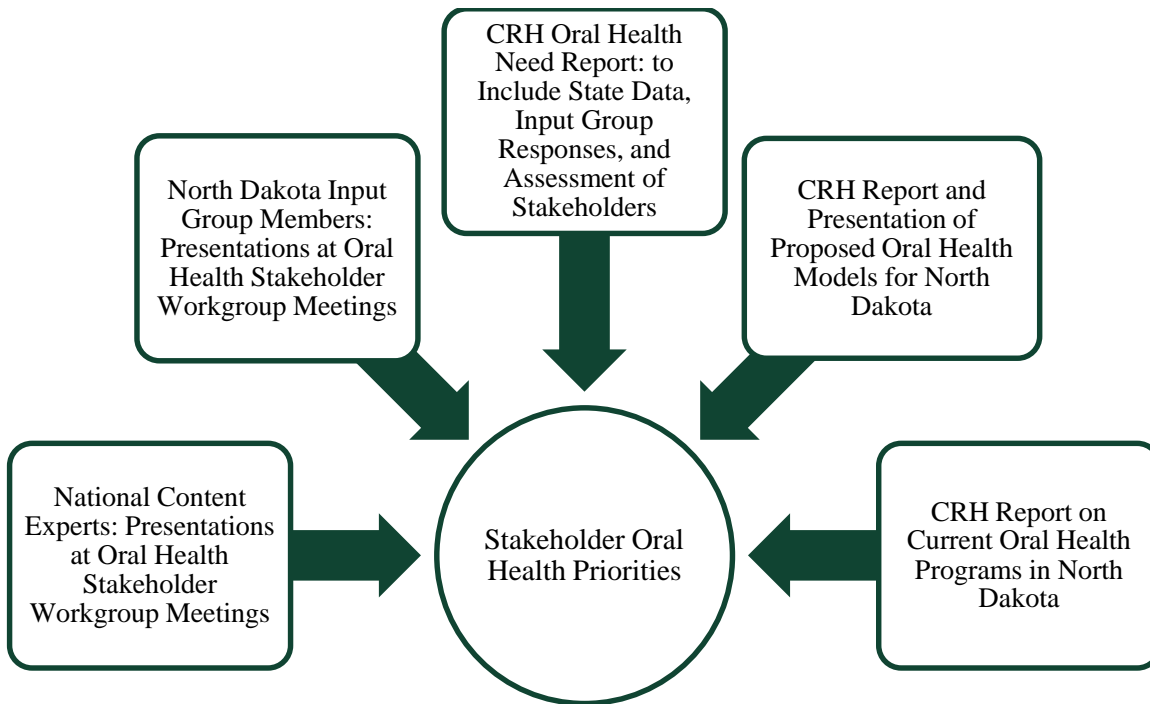 CRH Oral Health
Need Report: to
Include State Data,
Input Group
Responses, and
Assessment of
Stakeholders
North Dakota Input
Group Members:
Presentations at Oral
Health Stakeholder
Workgroup Meetings
CRH Report and
Presentation of
Proposed Oral Health
Models for North
Dakota
National Content
Experts: Presentations
at Oral Health
Stakeholder
Workgroup Meetings
Stakeholder Oral
Health Priorities
CRH Report on
Current Oral Health
Programs in North
Dakota